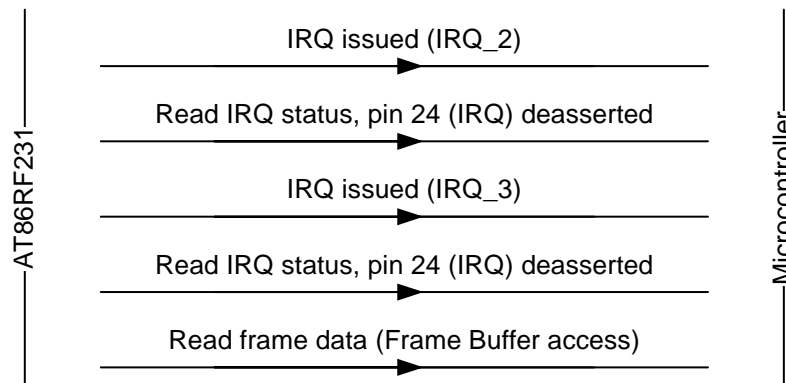 IRQ issued (IRQ_2)
Read IRQ status, pin 24 (IRQ) deasserted
IRQ issued (IRQ_3)
Read IRQ status, pin 24 (IRQ) deasserted
Read frame data (Frame Buffer access)
AT86RF231
Microcontroller